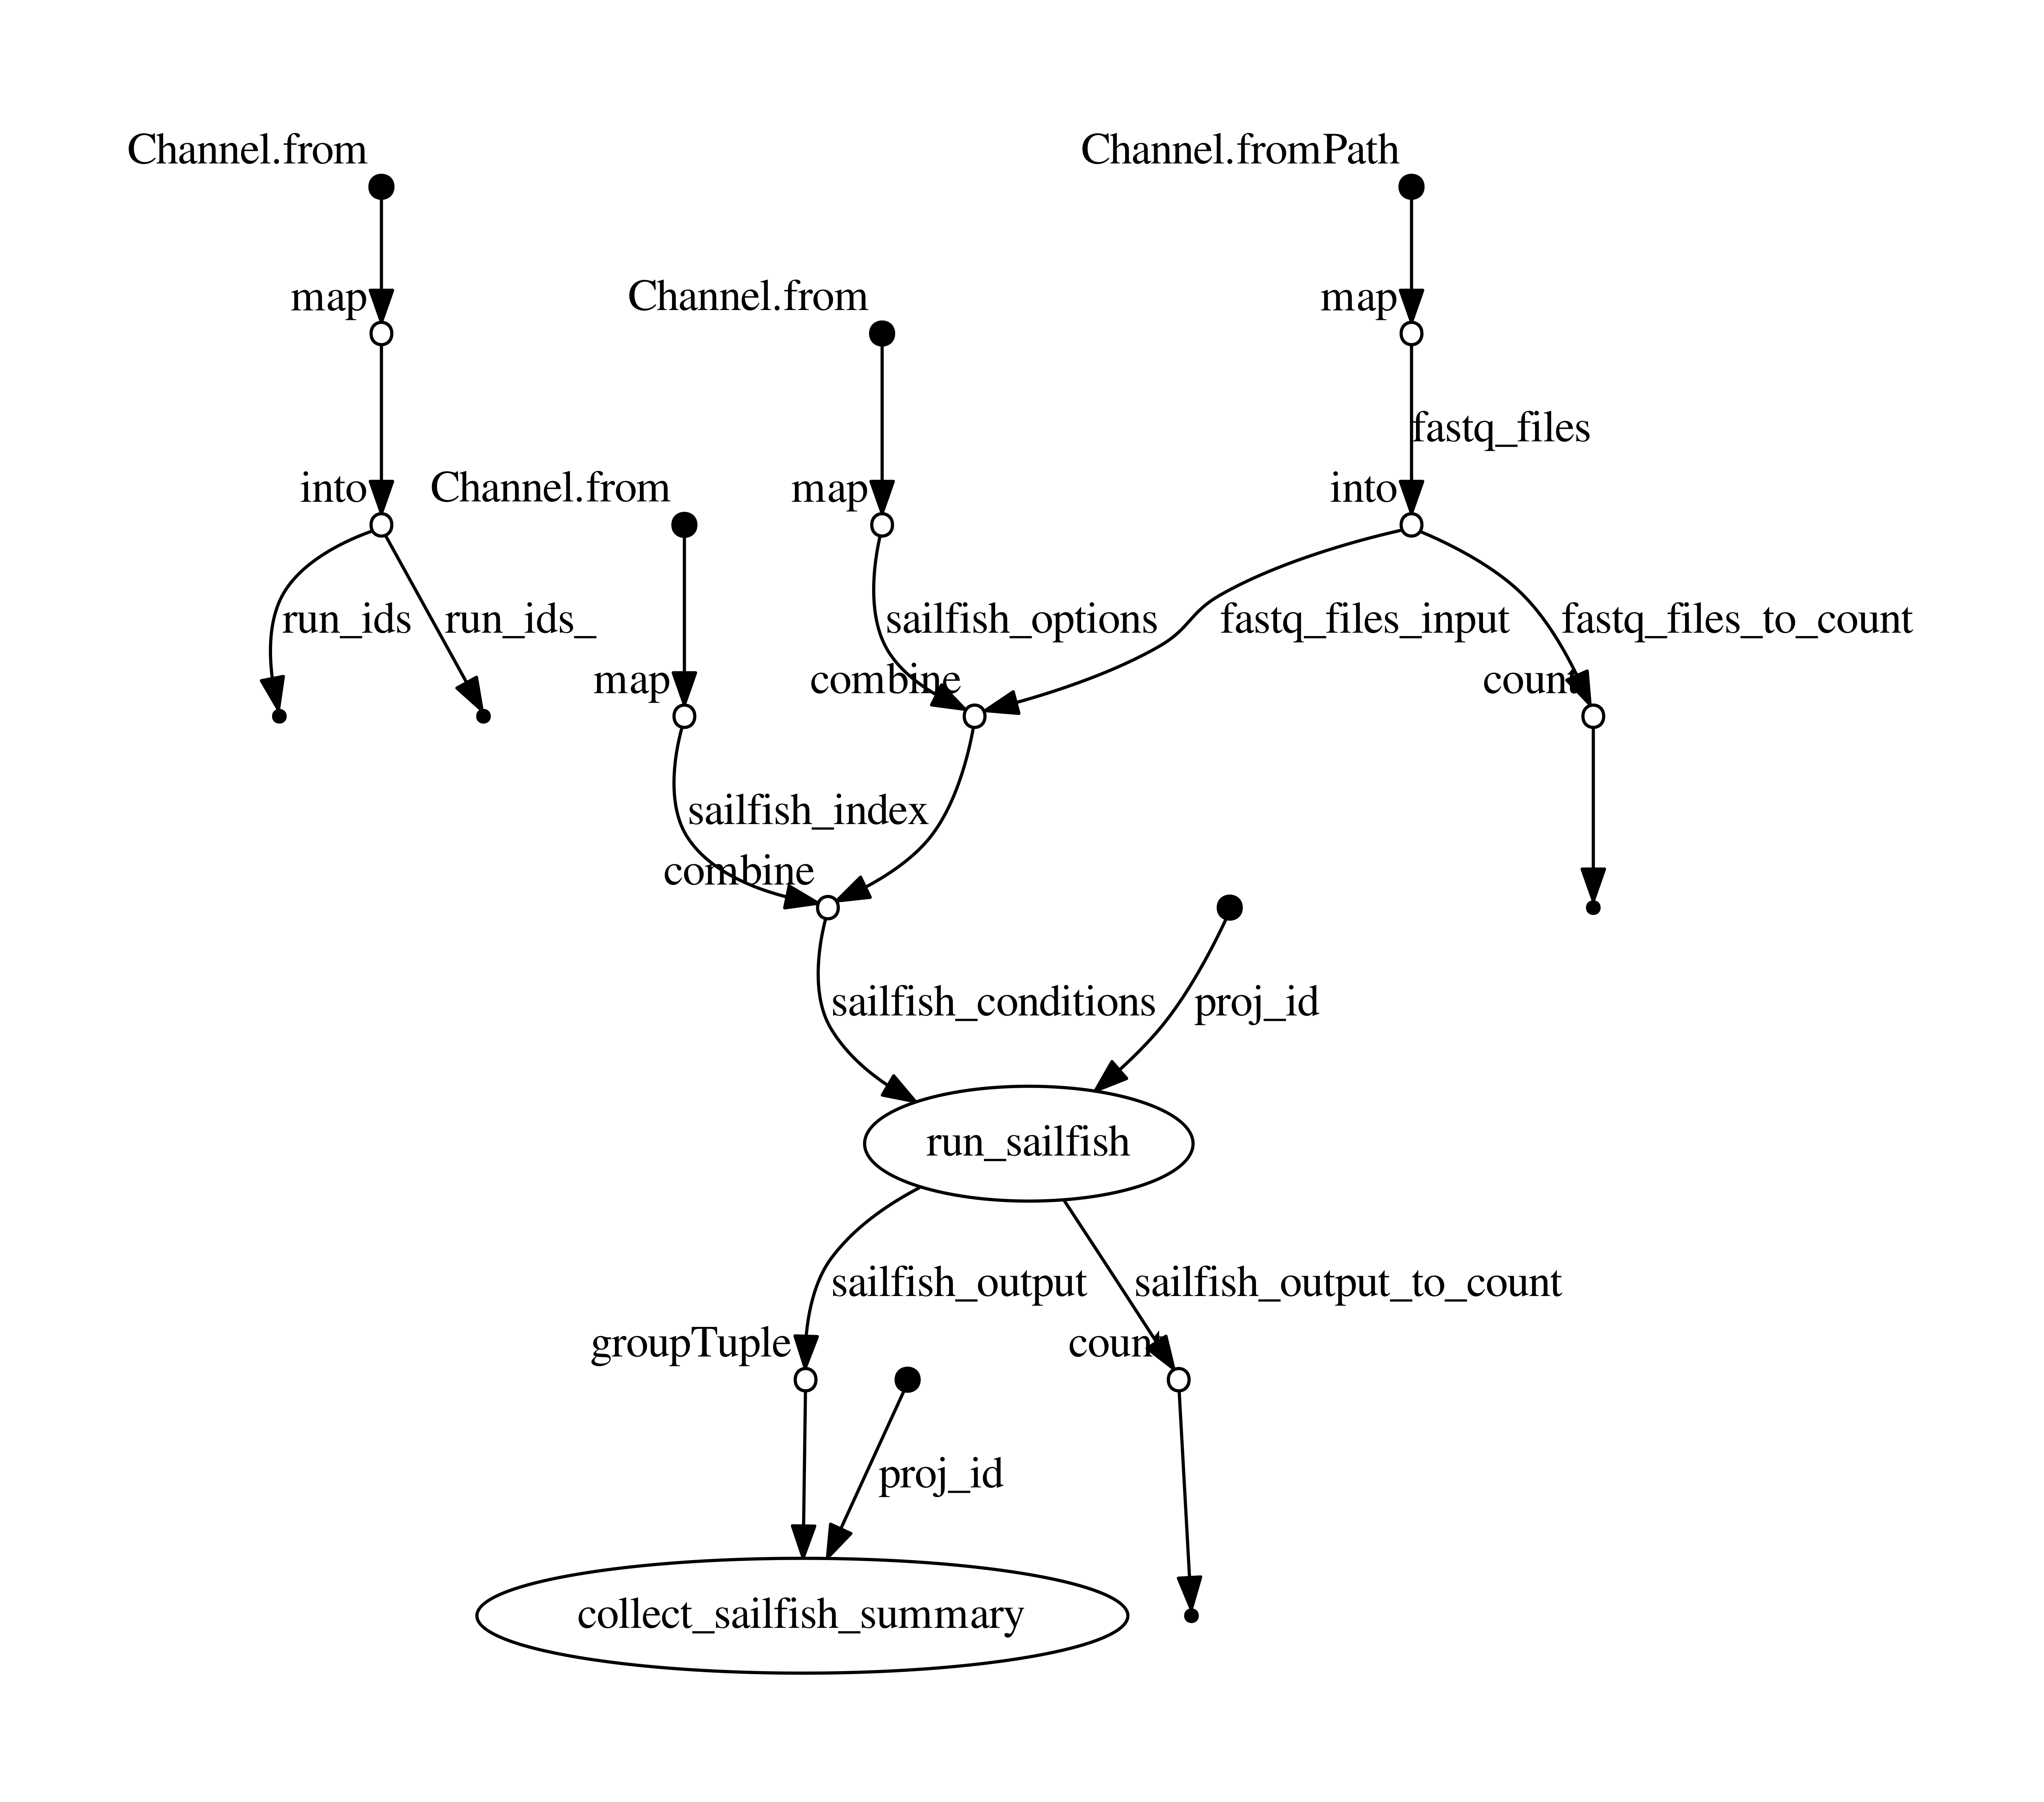 Channel.from
Channel.fromPath
map
Channel.from
map
fastq_files
into
Channel.from
map
into
run_ids
run_ids_
sailfish_options
fastq_files_input
fastq_files_to_count
map
combine
count
sailfish_index
combine
sailfish_conditions
proj_id
run_sailfish
sailfish_output
sailfish_output_to_count
groupTuple
count
proj_id
collect_sailfish_summary